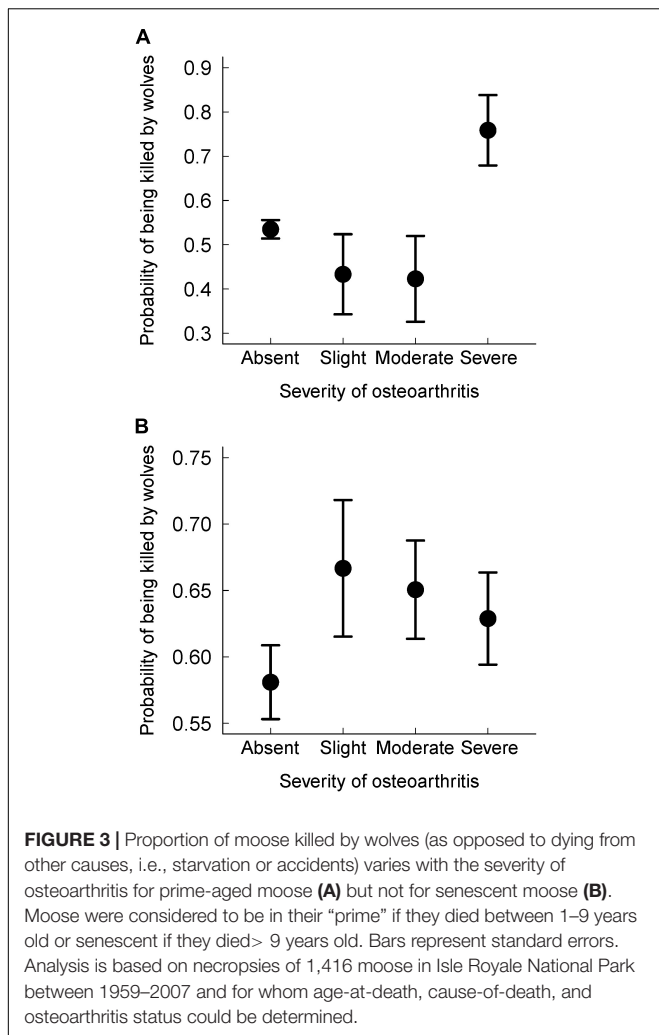 A
Probability of being killed by wolves
0.9
0.8
0.7
0.6
0.5
0.4
0.3
Absent Slight Moderate Severe
Severity of osteoarthritis
B
Probability of being killed by wolves
0.75
0.70
0.65
0.60
0.55
Absent Slight Moderate Severe
Severity of osteoarthritis
FIGURE 3 | Proportion of moose killed by wolves (as opposed to dying from
other causes, i.e., starvation or accidents) varies with the severity of
osteoarthritis for prime-aged moose (A) but not for senescent moose (B).
Moose were considered to be in their “prime” if they died between 1–9 years
old or senescent if they died> 9 years old. Bars represent standard errors.
Analysis is based on necropsies of 1,416 moose in Isle Royale National Park
between 1959–2007 and for whom age-at-death, cause-of-death, and
osteoarthritis status could be determined.